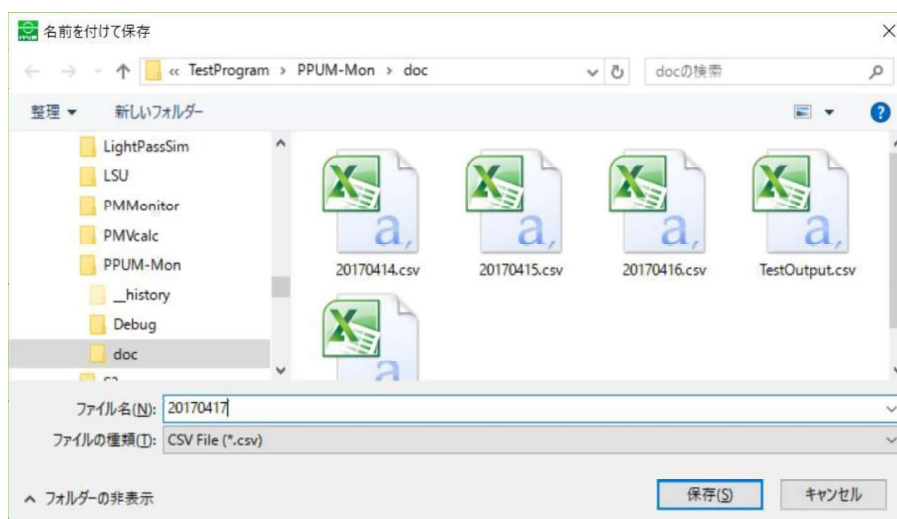 名前を付けて保存
« TestProgram › PPUM-Mon › doc
docの検索
整理 新しいフォルダー
LightPassSim
LSU
PMMonitor
PMVcalc
PPUM-Mon
__history
Debug
doc
20170414.csv
20170415.csv
20170416.csv
TestOutput.csv
ファイル名(N): 20170417
ファイルの種類(T): CSV File (*.csv)
フォルダーの非表示
保存(S)
キャンセル